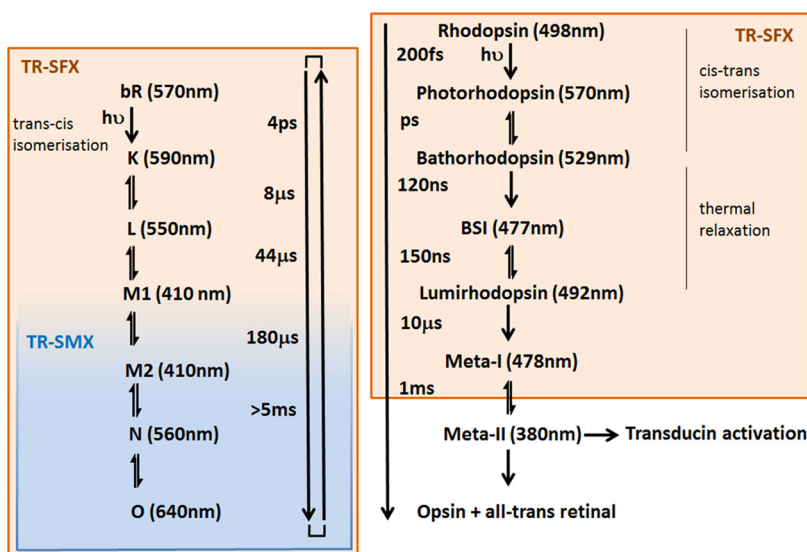 TR-SFX
bR (570nm)
trans-cis
isomerisation
hυ
4ps
K (590nm)
8μs
L (550nm)
44μs
M1 (410 nm)
TR-SMX
180μs
M2 (410nm)
>5ms
N (560nm)
O (640nm)
Rhodopsin (498nm)
TR-SFX
200fs
hυ
cis-trans
isomerisation
Photorhodopsin (570nm)
ps
Bathorhodopsin (529nm)
120ns
thermal
relaxation
BSI (477nm)
150ns
Lumirhodopsin (492nm)
10μs
Meta-I (478nm)
1ms
Meta-II (380nm)
Transducin activation
Opsin + all-trans retinal